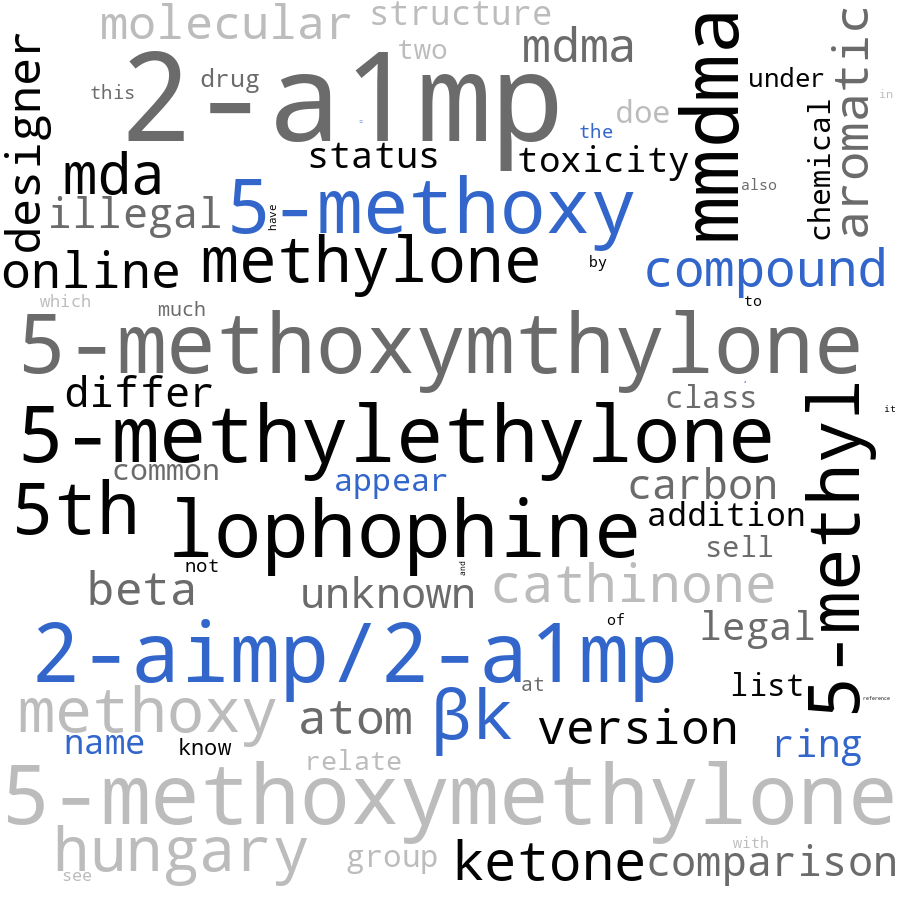 molecular
structure
two
mdma
designer
2-a1mp
this
drug
doe
mmdma
under
aromatic
in
the
chemical
status
toxicity
mda
5-methoxy
also
illegal
have
online
methylone
by
compound
which
much
to
5-methoxymthylone
differ
class
5-methyl
it
5-methylethylone
common
appear
carbon
5th
lophophine
addition
sell
not
and
beta
unknown
cathinone
of
legal
2-aimp/2-a1mp
at
list
reference
methoxy
atom
βk
version
name
know
ring
relate
5-methoxymethylone
hungary
group
ketone
with
comparison
see